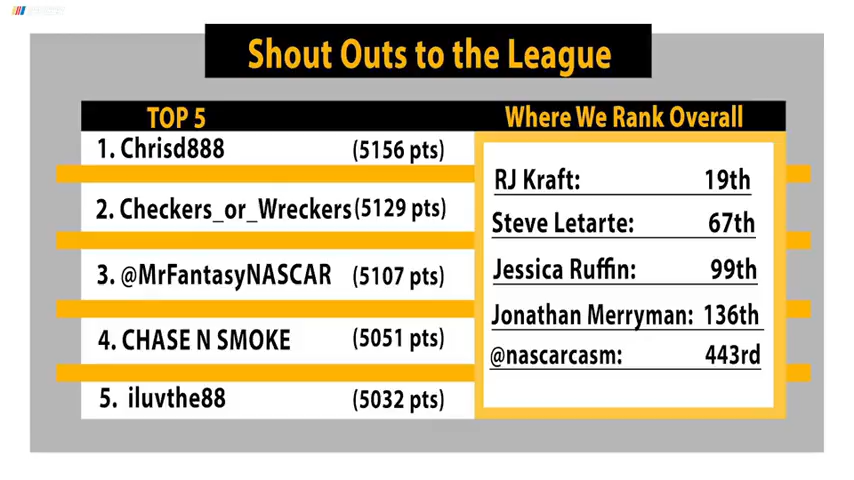 Shout Outs to the League
TOP 5
1. Chrisd888 (5156 pts)
2. Checkers_or_Wreckers (5129 pts)
3. @MrFantasyNASCAR (5107 pts)
4. CHASE N SMOKE (5051 pts)
5. iluvthe88 (5032 pts)
Where We Rank Overall
RJ Kraft: 19th
Steve Letarte: 67th
Jessica Ruffin: 99th
Jonathan Merryman: 136th
@nascarcasm: 443rd